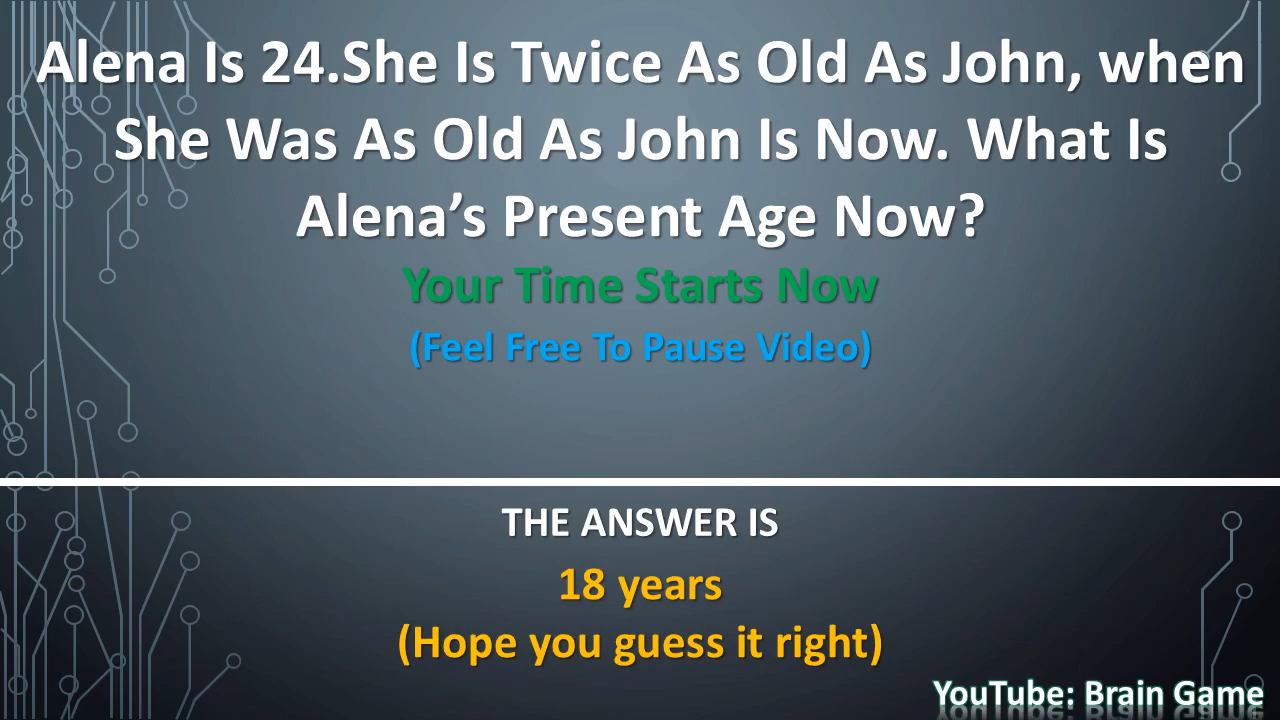 Alena Is 24.She Is Twice As Old As John, when
She Was As Old As John Is Now. What Is
Alena’s Present Age Now?
Your Time Starts Now
(Feel Free To Pause Video)
THE ANSWER IS
18 years
(Hope you guess it right)
YouTube: Brain Game